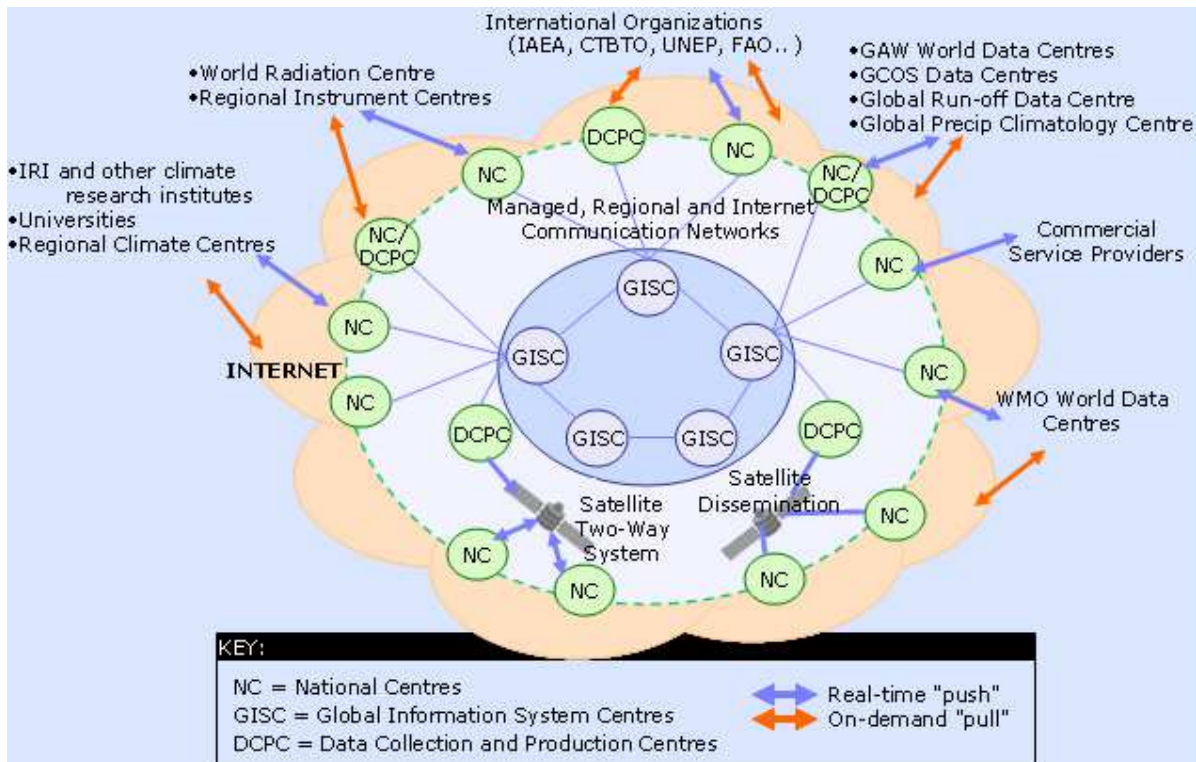 International Organizations
(IAEA, CTBTO, UNEP, FAO.. )
•World Radiation Centre
•Regional Instrument Centres
•GAW World Data Centres
•GCOS Data Centres
•Global Run-off Data Centre
•Global Precip Climatology Centre
•IRI and other climate
research institutes
•Universities
•Regional Climate Centres
DCPC
NC
NC
NC/
DCPC
Managed, Regional and Internet
Communication Networks
NC/
DCPC
NC
Commercial
Service Providers
GISC
NC
GISC
GISC
INTERNET
NC
NC
WMO World Data
Centres
DCPC
GISC
GISC
DCPC
Satellite
Two-Way
System
Satellite
Dissemination
NC
NC
NC
NC
KEY:
NC = National Centres
GISC = Global Information System Centres
DCPC = Data Collection and Production Centres
Real-time "push"
On-demand "pull"